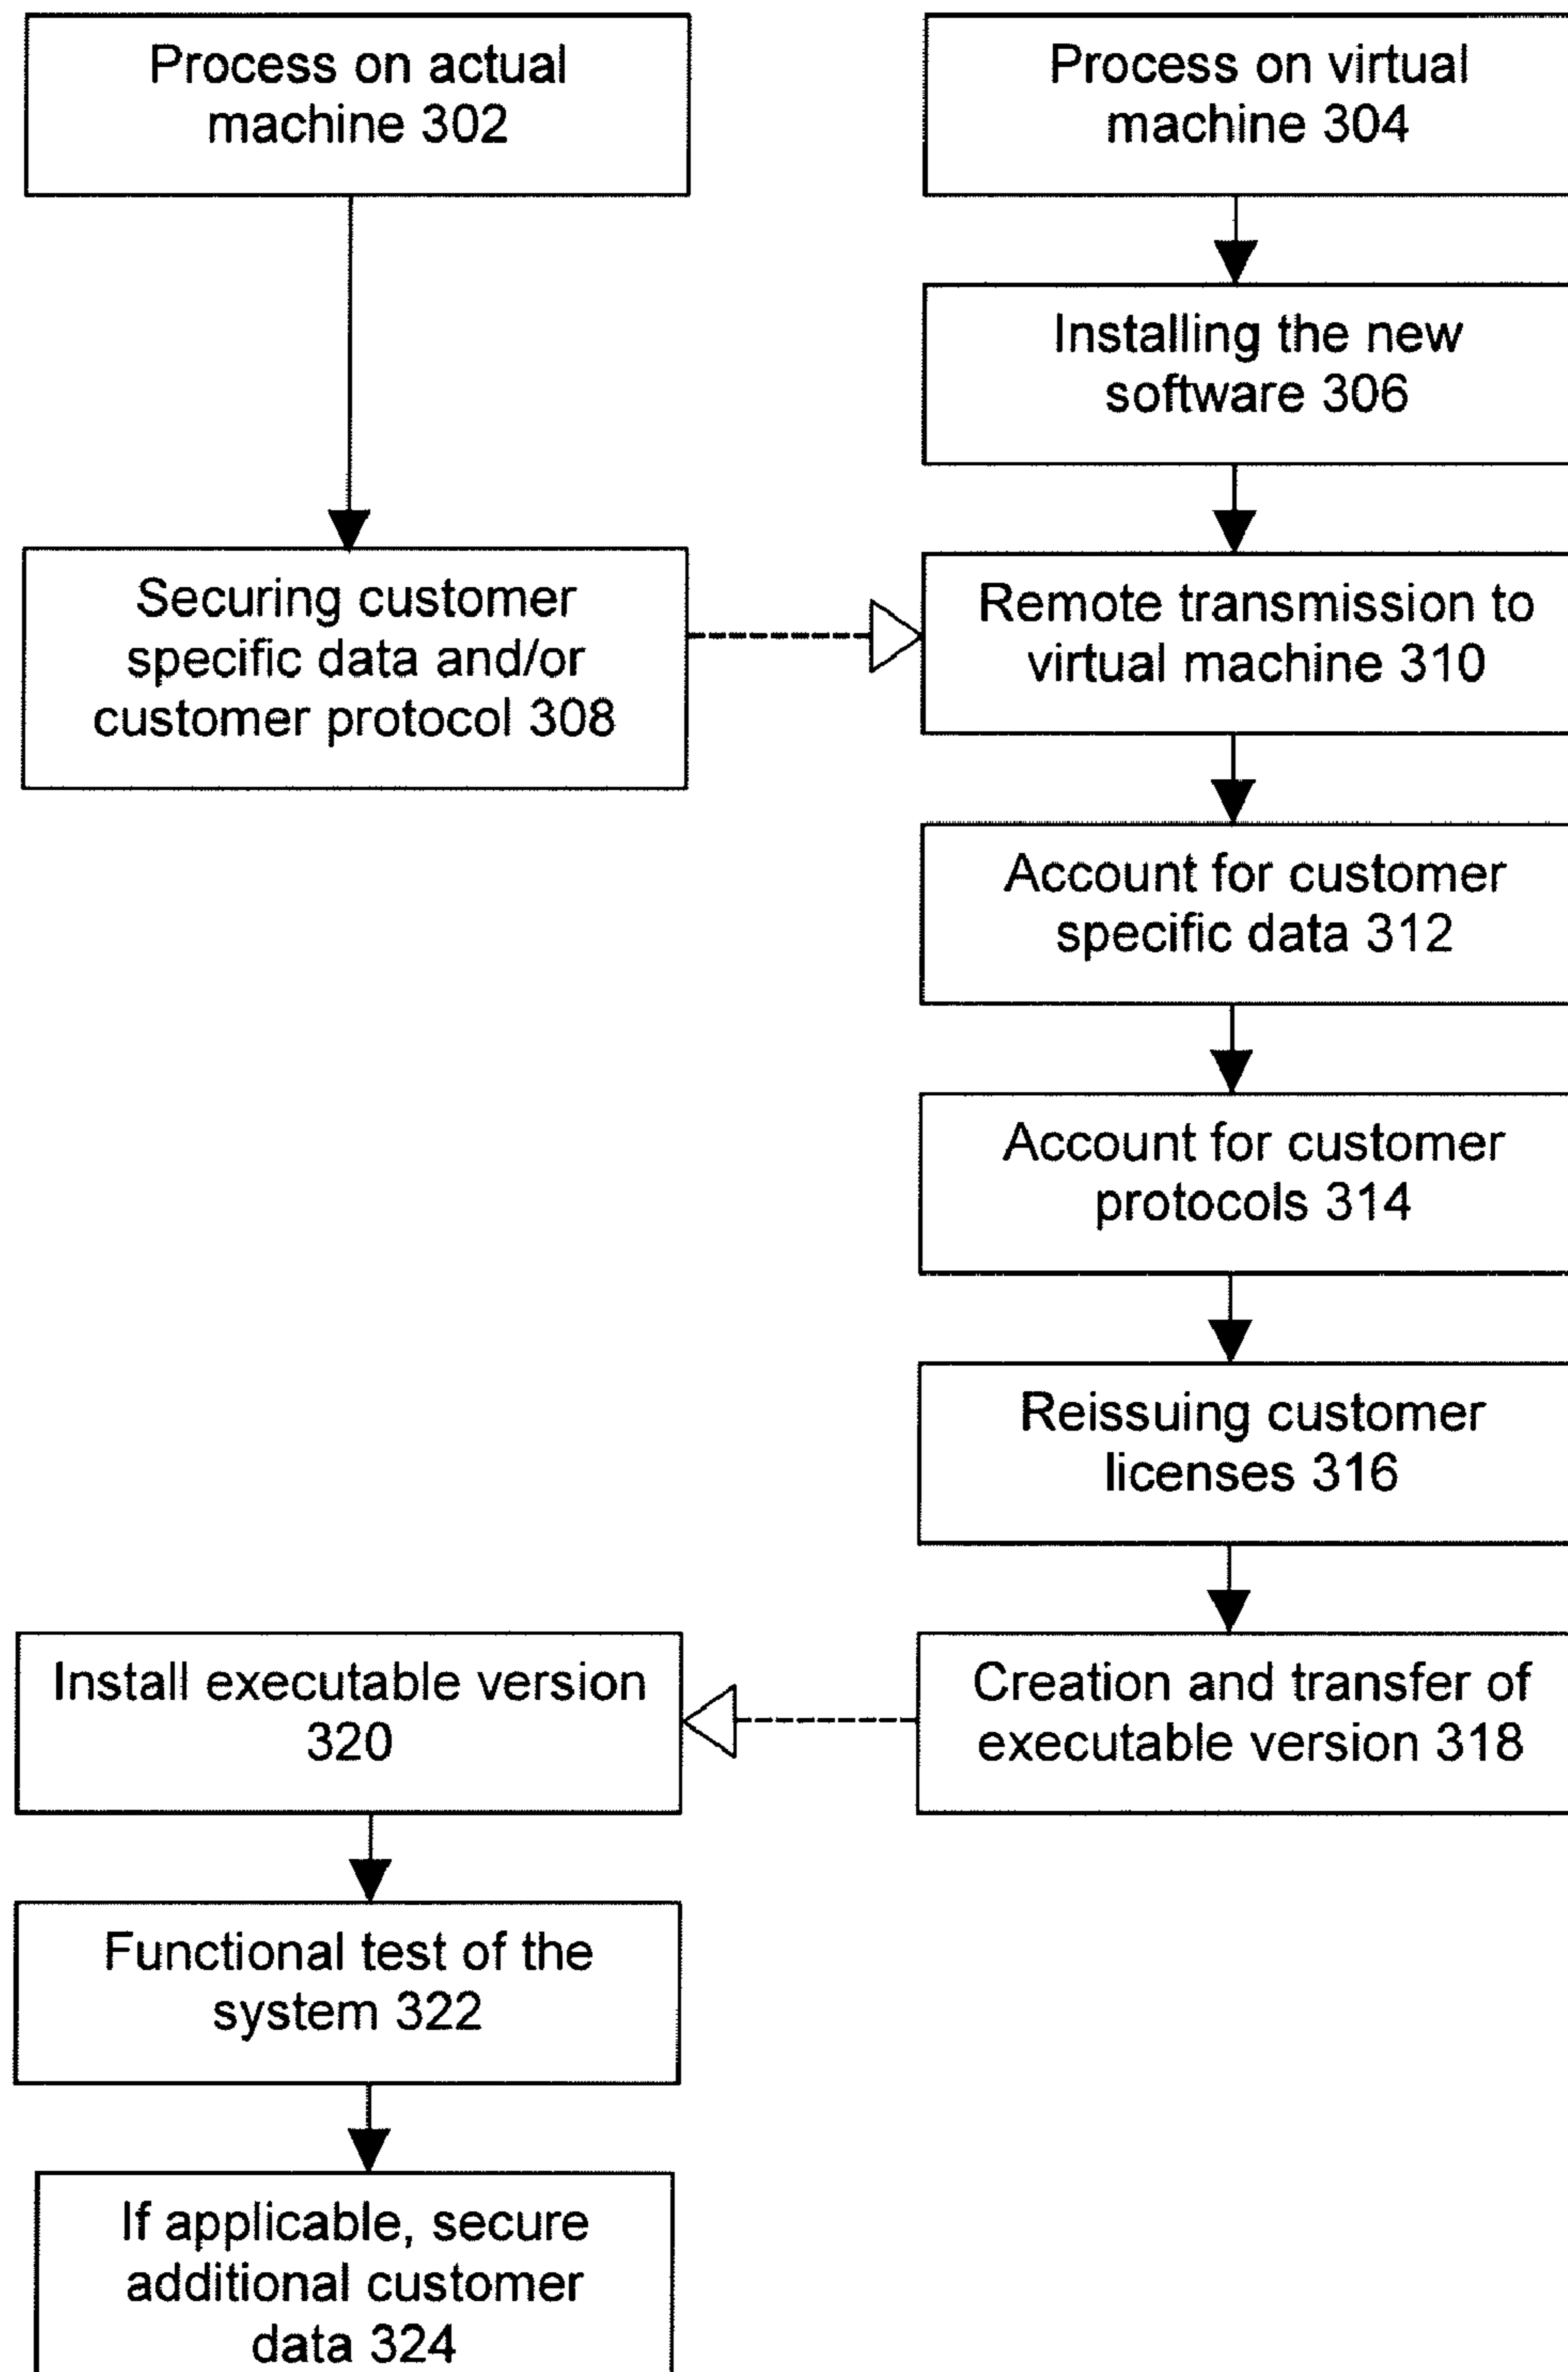 Process on actual
machine 302
Process on virtual
machine 304
Installing the new
software 306
Securing customer
specific data and/or
customer protocol 308
Remote transmission to
virtual machine 310
Account for customer
specific data 312
Account for customer
protocols 314
Reissuing customer
licenses 316
Creation and transfer of
executable version 318
Install executable version
320
Functional test of the
system 322
If applicable, secure
additional customer
data 324